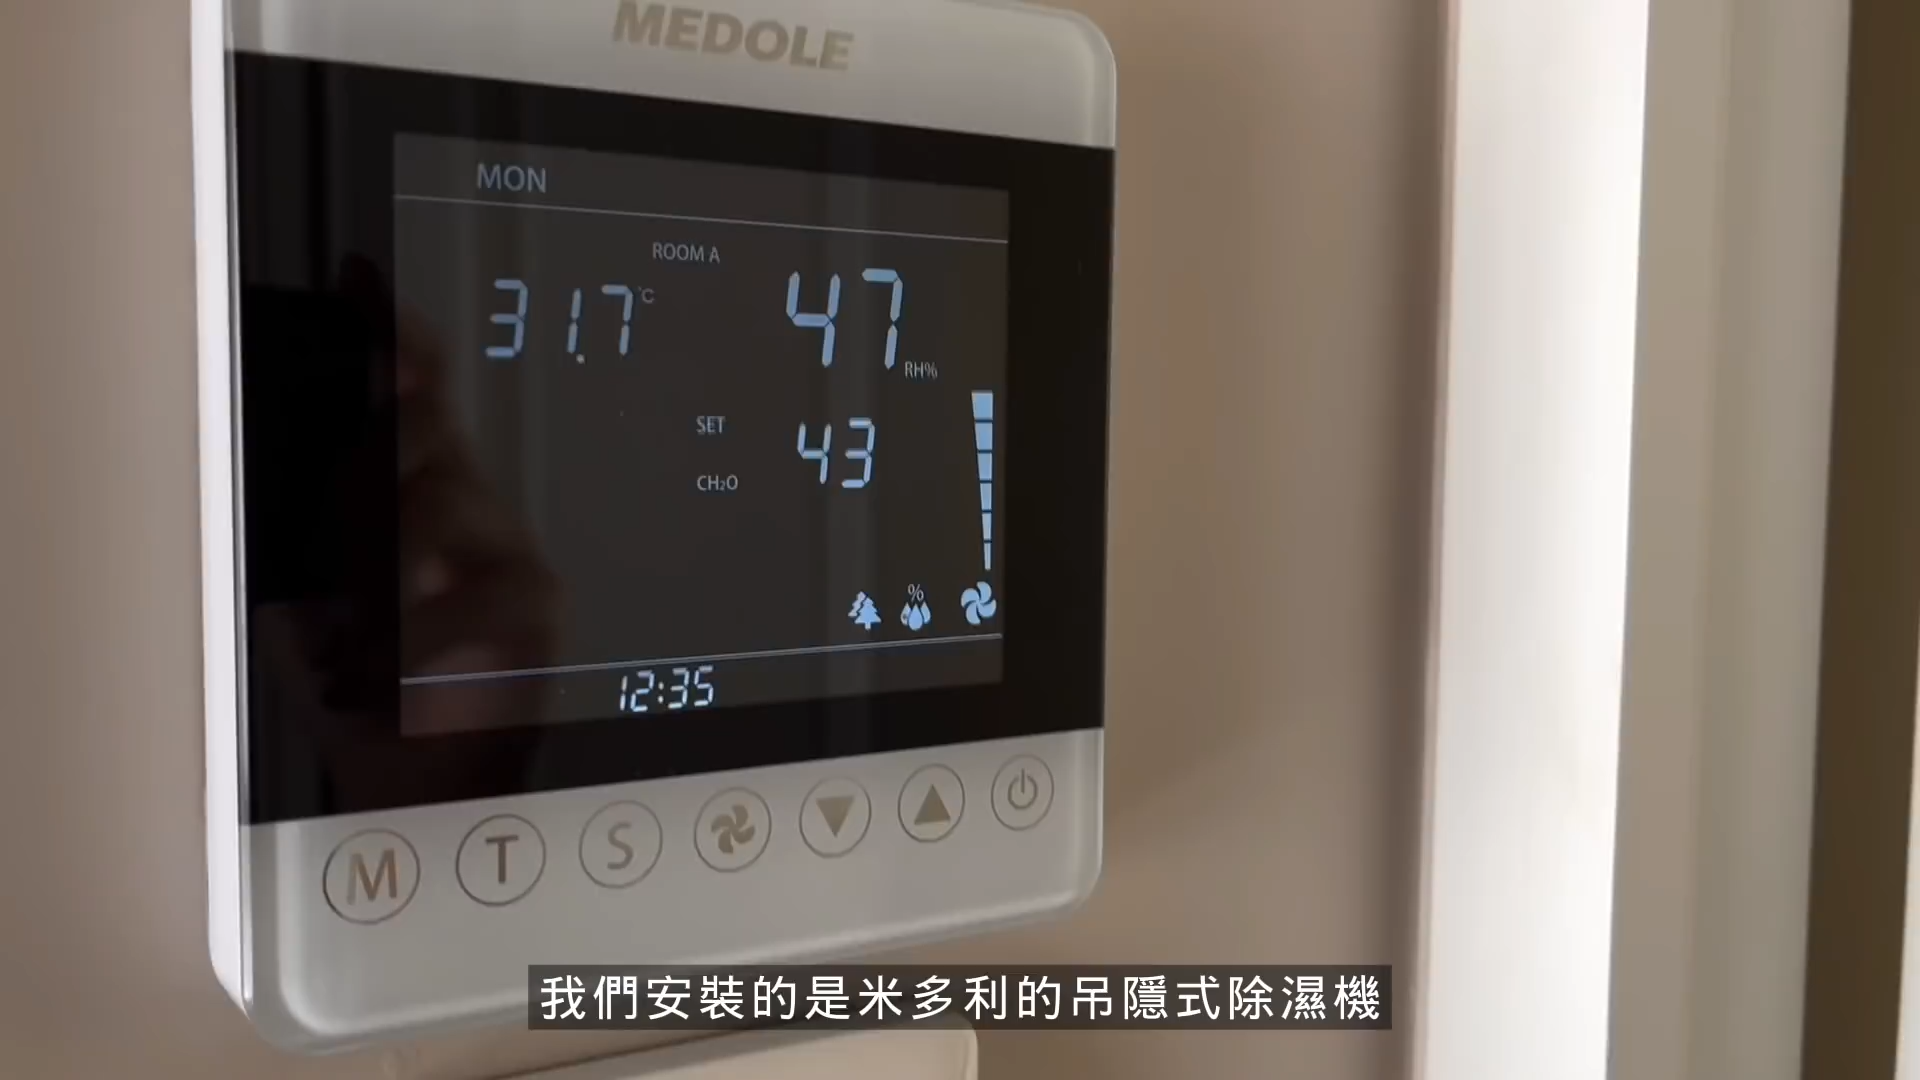 MEDOLE
MON
ROOM A
31.7 °C
47 RH%
SET 43
CH₂O
%
12:35
M T S
我們安裝的是米多利的吊隱式除濕機